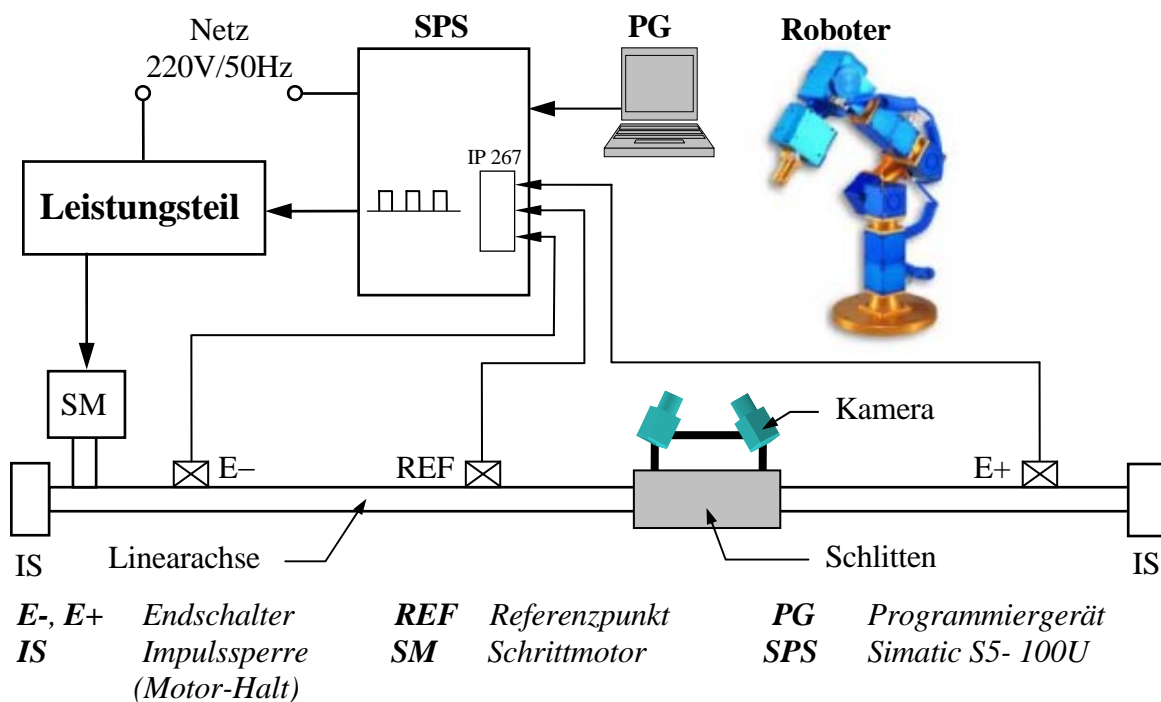 Netz
220V/50Hz
SPS
PG
Roboter
IP 267
Leistungsteil
SM
Kamera
E–
REF
E+
IS
Linearachse
Schlitten
IS
E-, E+ Endschalter REF Referenzpunkt PG Programmiergerät
IS Impulssperre SM Schrittmotor SPS Simatic S5- 100U
(Motor-Halt)